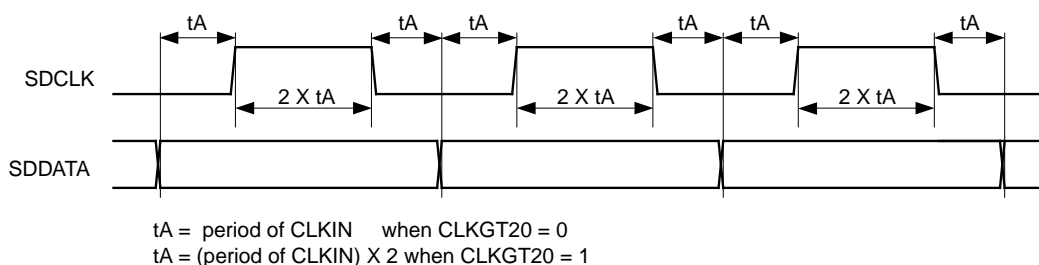 tA tA tA tA tA tA
SDCLK
2 X tA 2 X tA 2 X tA
SDDATA
tA = period of CLKIN when CLKGT20 = 0
tA = (period of CLKIN) X 2 when CLKGT20 = 1